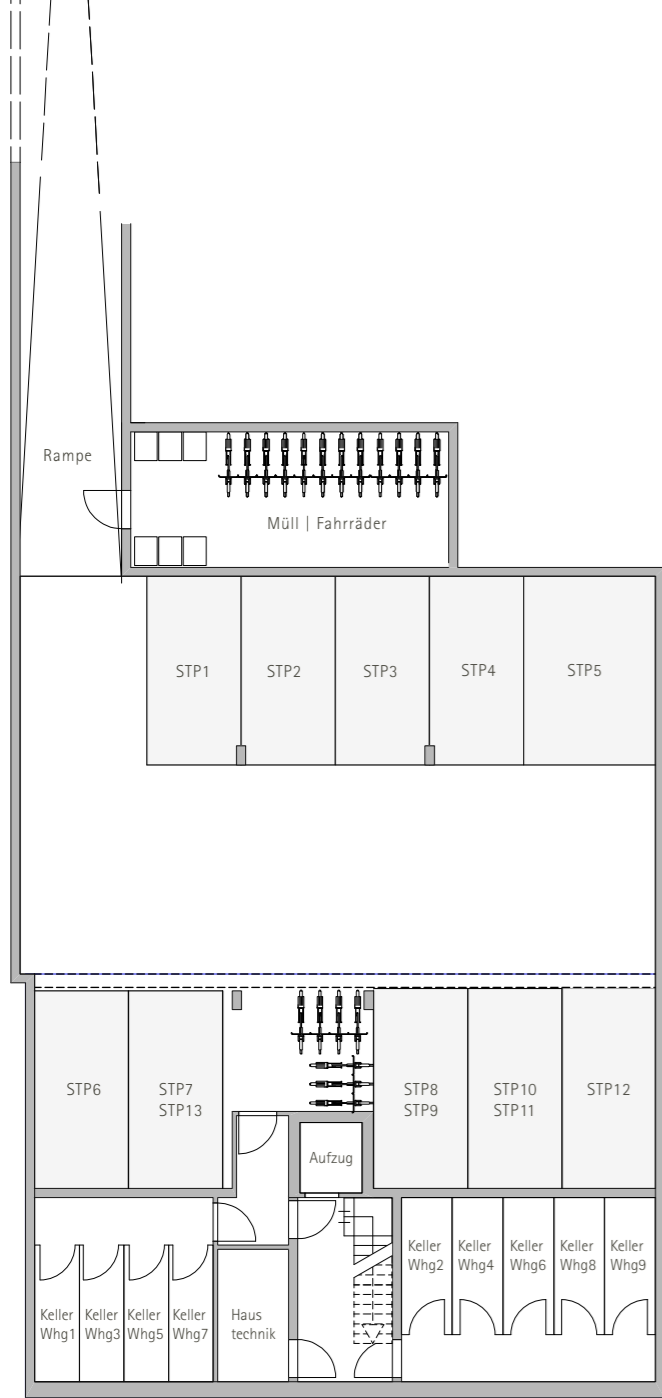 Rampe
Müll | Fahrräder
STP1
STP2
STP3
STP4
STP5
STP6
STP7
STP13
STP8
STP9
STP10
STP11
STP12
Aufzug
Keller
Whg2
Keller
Whg4
Keller
Whg6
Keller
Whg8
Keller
Whg9
Keller
Whg1
Keller
Whg3
Keller
Whg5
Keller
Whg7
Haus
technik